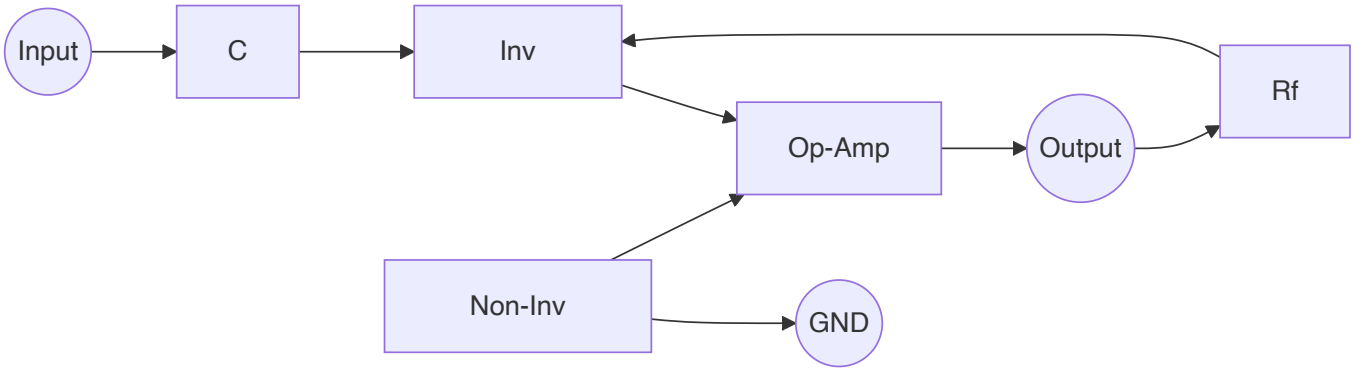 Input
C
Inv
Rf
Op-Amp
Output
Non-Inv
GND